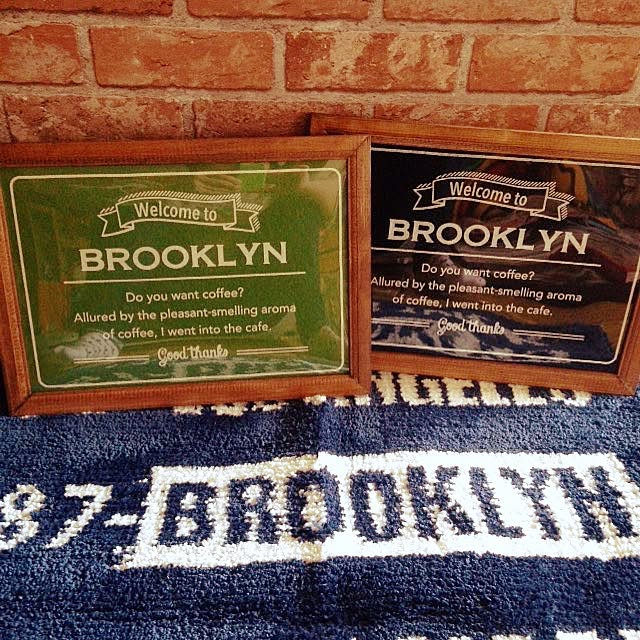 Welcome to
BROOKLYN
Do you want coffee?
Allured by the pleasant-smelling aroma
of coffee, I went into the cafe.
Good thanks
Welcome to
BROOKLYN
Do you want coffee?
Allured by the pleasant-smelling aroma
of coffee, I went into the cafe.
Good thanks
87-BROOKLYN